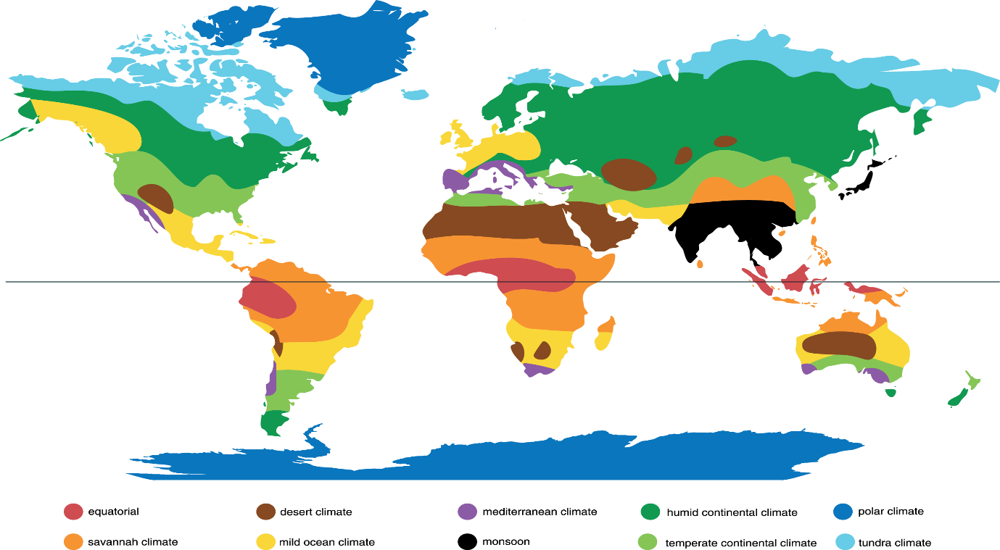 equatorial
desert climate
mediterranean climate
humid continental climate
polar climate
savannah climate
mild ocean climate
monsoon
temperate continental climate
tundra climate